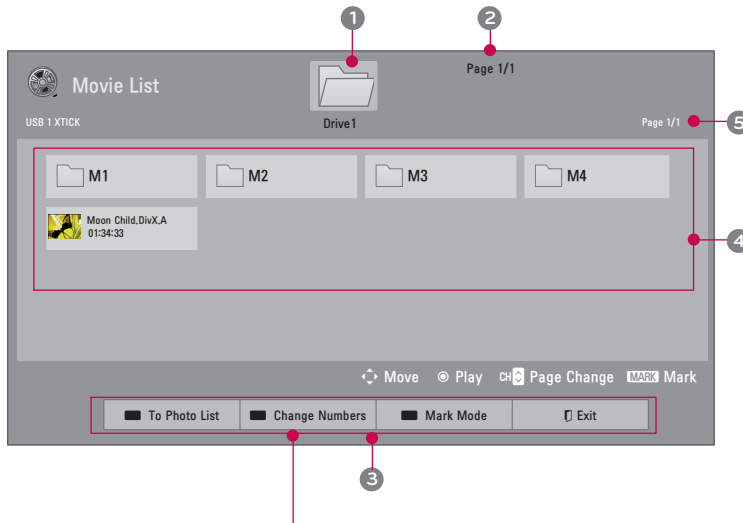 1
2
Page 1/1
Movie List
USB 1 XTICK
Drive1
Page 1/1
5
M1
M2
M3
M4
Moon Child,DivX,A
01:34:33
4
Move
Play
CH Page Change
MARK Mark
To Photo List
Change Numbers
Mark Mode
Exit
3